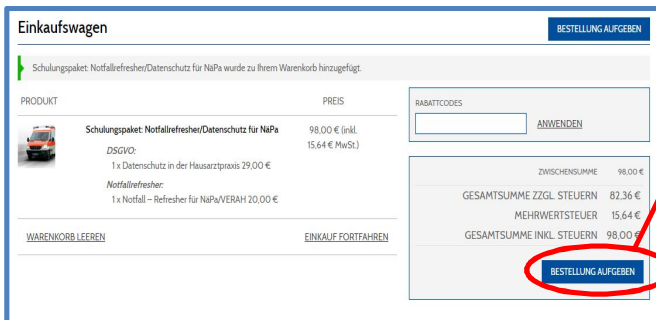 Einkaufswagen
BESTELLUNG AUFGEBEN
Schulungspaket: Notfallrefresher/Datenschutz für NäPa wurde zu Ihrem Warenkorb hinzugefügt.
PRODUKT
PREIS
Schulungspaket: Notfallrefresher/Datenschutz für NäPa
98,00 € (inkl.
15,64 € MwSt.)
DSGVO:
1 x Datenschutz in der Hausarztpraxis 29,00 €
Notfallrefresher:
1 x Notfall – Refresher für NäPa/VERAH 20,00 €
WARENKORB LEEREN
EINKAUF FORTFAHREN
RABATTCODES
ANWENDEN
ZWISCHENSUMME 98,00 €
GESAMTSUMME ZZGL. STEUERN 82,36 €
MEHRWERTSTEUER 15,64 €
GESAMTSUMME INKL. STEUERN 98,00 €
BESTELLUNG AUFGEBEN